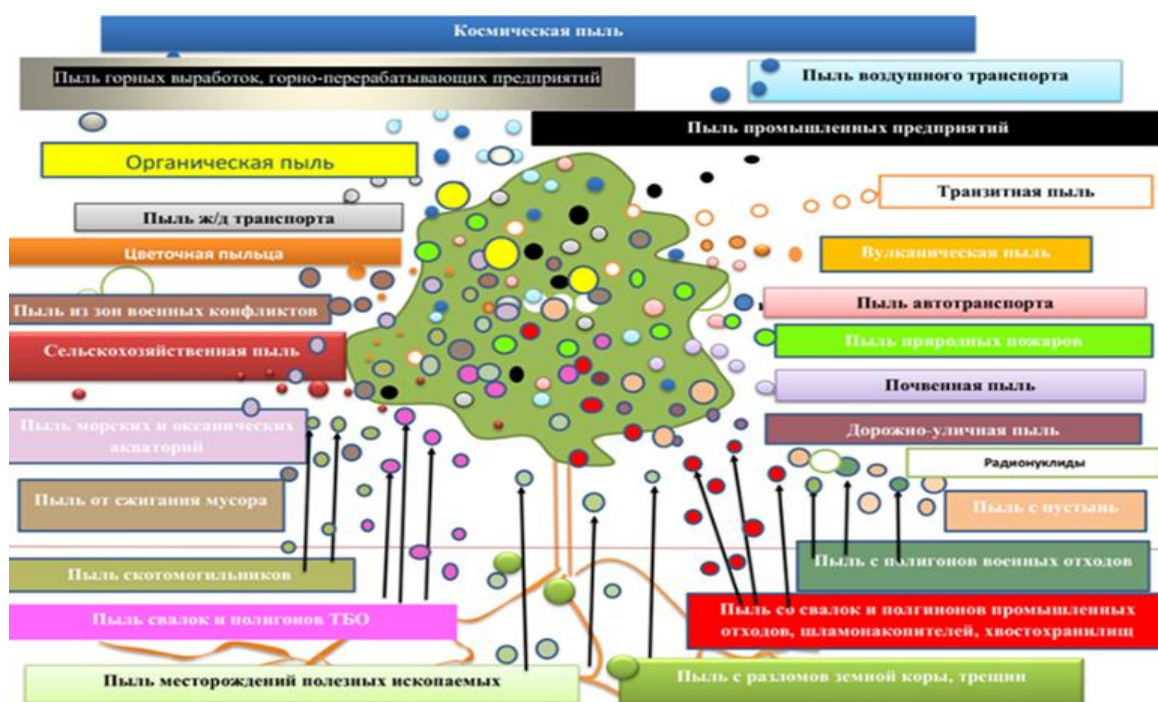 Космическая пыль
Пыль горных выработок, горно-перерабатывающих предприятий
Пыль воздушного транспорта
Пыль промышленных предприятий
Органическая пыль
Транзитная пыль
Пыль ж/д транспорта
Цветочная пыльца
Вулканическая пыль
Пыль из зон военных конфликтов
Пыль автотранспорта
Сельскохозяйственная пыль
Пыль природных пожаров
Почвенная пыль
Пыль морских и океанических
акваторий
Дорожно-уличная пыль
Радионуклиды
Пыль от сжигания мусора
Пыль с пустынь
Пыль скотомогильников
Пыль с полигонов военных отходов
Пыль свалок и полигонов ТБО
Пыль со свалок и полгинонов промышленных
отходов, шламонакопителей, хвостохранилищ
Пыль месторождений полезных ископаемых
Пыль с разломов земной коры, трещин